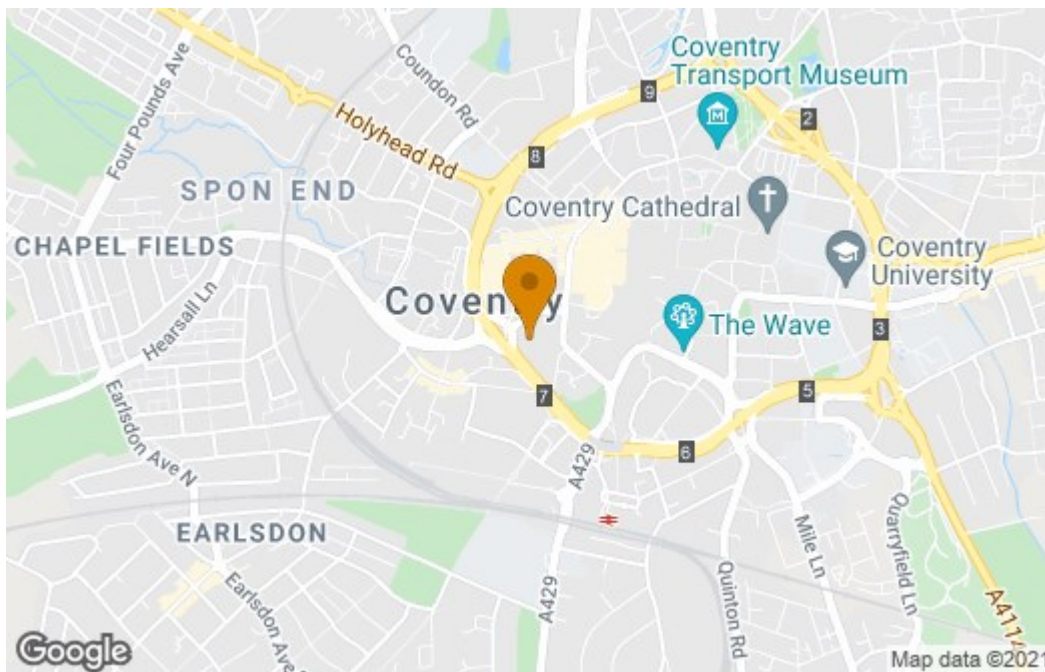 Four Pounds Ave
Coundon Rd
Holyhead Rd
9
8
Coventry
Transport Museum
2
SPON END
Coventry Cathedral
CHAPEL FIELDS
Coventry
University
Hearsall Ln
Coventry
The Wave
3
7
5
6
Earlsdon Ave N
A429
EARLSDON
Earlsdon Ave S
A429
Quinton Rd
Mile Ln
Quarryfield Ln
A4114
Google
Map data ©2021